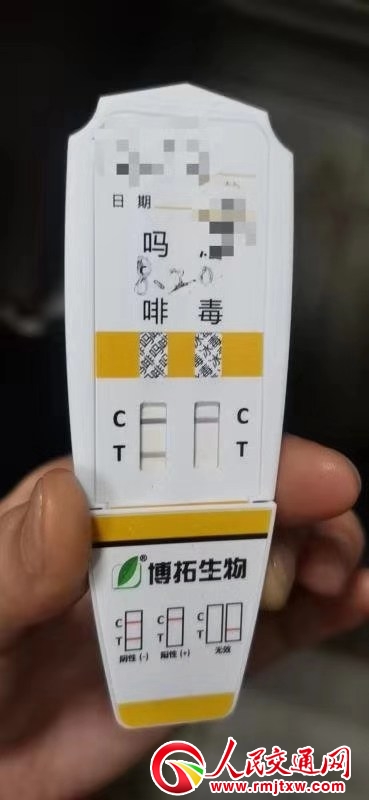 日 期
吗
8.20
啡 毒
C C
T T
博拓生物®
C
T
阴性 (-) 阳性 (+) 无效
人民交通网
www.rmjtxw.com